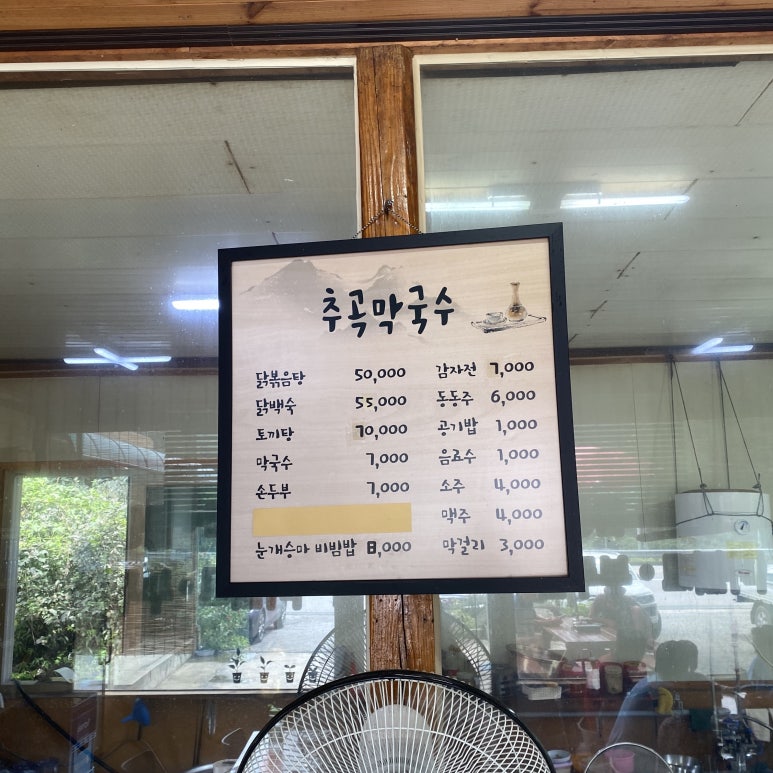 추곡막국수
닭볶음탕 50,000
닭백숙 55,000
토끼탕 70,000
막국수 7,000
손두부 7,000
눈개승마 비빔밥 8,000
감자전 7,000
동동주 6,000
공기밥 1,000
음료수 1,000
소주 4,000
맥주 4,000
막걸리 3,000